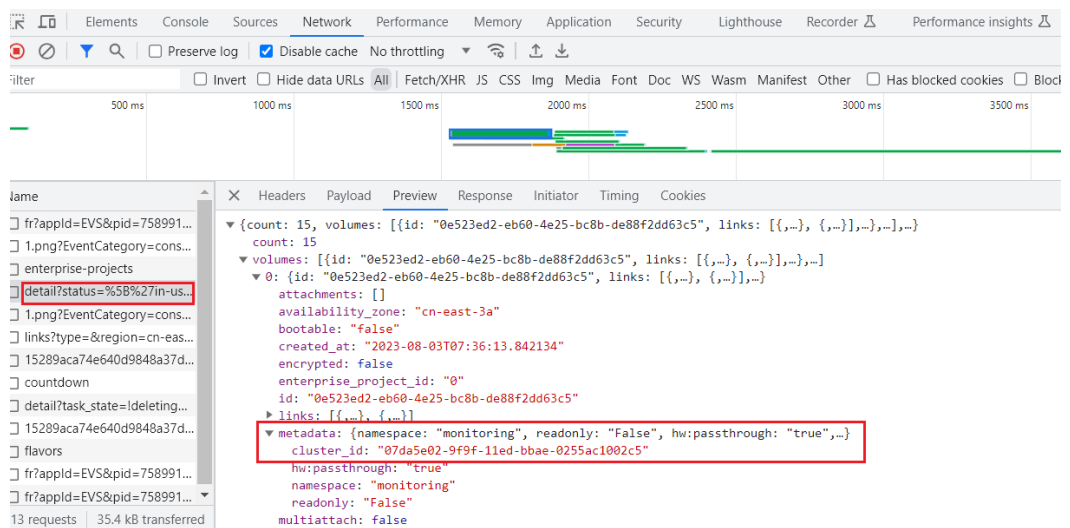 Elements Console Sources Network Performance Memory Application Security Lighthouse Recorder Performance insights
Preserve log Disable cache No throttling
Filter Invert Hide data URLs All Fetch/XHR JS CSS Img Media Font Doc WS Wasm Manifest Other Has blocked cookies Block
500 ms 1000 ms 1500 ms 2000 ms 2500 ms 3000 ms 3500 ms
Name
fr?appId=EVS&pid=758991...
1.png?EventCategory=cons...
enterprise-projects
detail?status=%5B%27in-us...
1.png?EventCategory=cons...
links?type=&region=cn-eas...
15289aca74e640d9848a37d...
countdown
detail?task_state=!deleting...
15289aca74e640d9848a37d...
flavors
fr?appId=EVS&pid=758991...
fr?appId=EVS&pid=758991...
13 requests 35.4 kB transferred
Headers Payload Preview Response Initiator Timing Cookies
{count: 15, volumes: [{id: "0e523ed2-eb60-4e25-bc8b-de88f2dd63c5", links: [{,…}, {,…}],…},…],…}
count: 15
volumes: [{id: "0e523ed2-eb60-4e25-bc8b-de88f2dd63c5", links: [{,…}, {,…}],…},…]
0: {id: "0e523ed2-eb60-4e25-bc8b-de88f2dd63c5", links: [{,…}, {,…}],…}
attachments: []
availability_zone: "cn-east-3a"
bootable: "false"
created_at: "2023-08-03T07:36:13.842134"
encrypted: false
enterprise_project_id: "0"
id: "0e523ed2-eb60-4e25-bc8b-de88f2dd63c5"
links: [{,…}, {,…}]
metadata: {namespace: "monitoring", readonly: "False", hw:passthrough: "true",…}
cluster_id: "07da5e02-9f9f-11ed-bbae-0255ac1002c5"
hw:passthrough: "true"
namespace: "monitoring"
readonly: "False"
multiattach: false